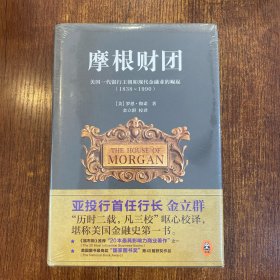 摩根财团
美国一代银行王朝和现代金融业的崛起
(1838~1990)
[美] 罗恩·彻诺 著
金立群 校译
THE HOUSE OF
MORGAN
亚投行首任行长 金立群
“历时二载，凡三校”呕心校译，
堪称美国金融史第一书。